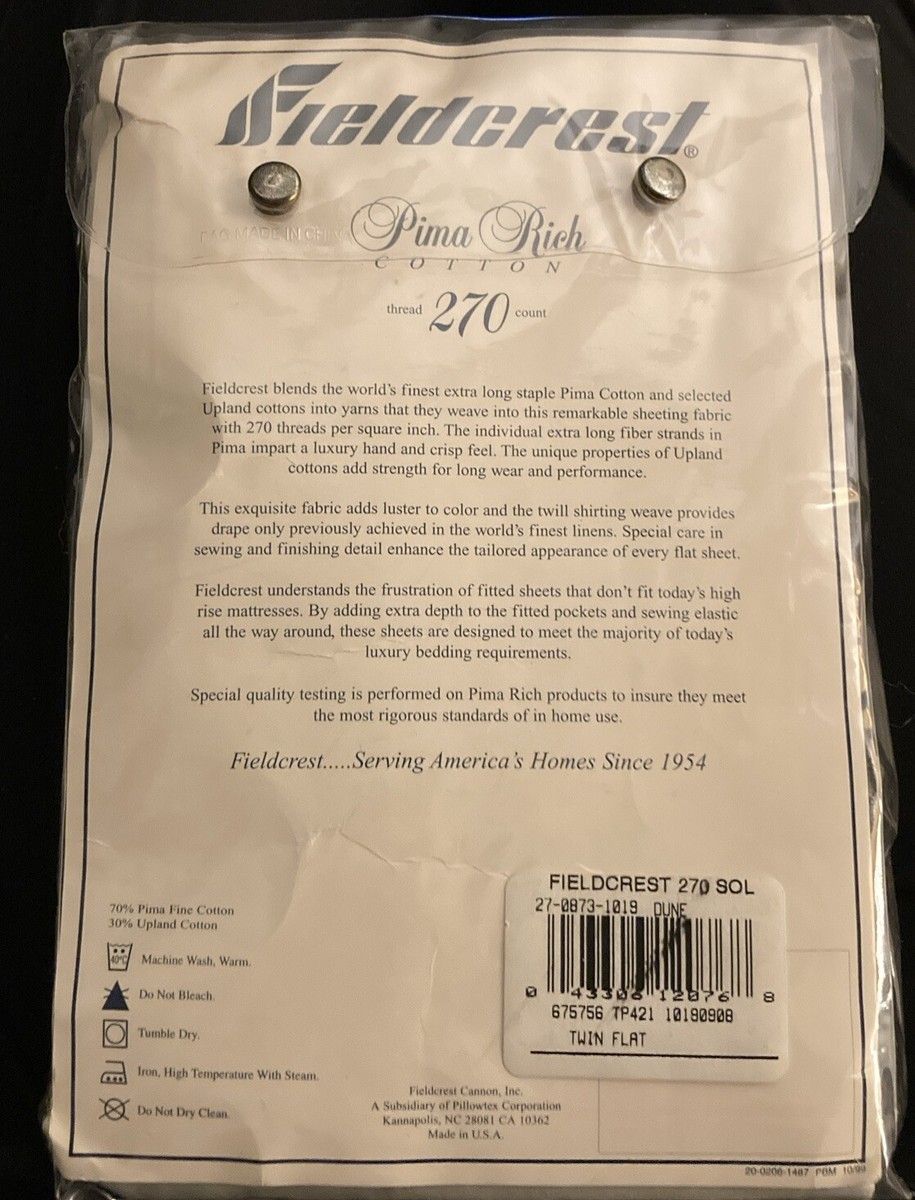 Fieldcrest®
Pima Rich
COTTON
thread 270 count
Fieldcrest blends the world's finest extra long staple Pima Cotton and selected
Upland cottons into yarns that they weave into this remarkable sheeting fabric
with 270 threads per square inch. The individual extra long fiber strands in
Pima impart a luxury hand and crisp feel. The unique properties of Upland
cottons add strength for long wear and performance.
This exquisite fabric adds luster to color and the twill shirting weave provides
drape only previously achieved in the world's finest linens. Special care in
sewing and finishing detail enhance the tailored appearance of every flat sheet.
Fieldcrest understands the frustration of fitted sheets that don't fit today's high
rise mattresses. By adding extra depth to the fitted pockets and sewing elastic
all the way around, these sheets are designed to meet the majority of today's
luxury bedding requirements.
Special quality testing is performed on Pima Rich products to insure they meet
the most rigorous standards of in home use.
Fieldcrest.....Serving America's Homes Since 1954
70% Pima Fine Cotton
30% Upland Cotton
40°C Machine Wash, Warm.
Do Not Bleach.
Tumble Dry.
Iron, High Temperature With Steam.
Do Not Dry Clean.
Fieldcrest Cannon, Inc.
A Subsidiary of Pillowtex Corporation
Kannapolis, NC 28081 CA 10362
Made in U.S.A.
FIELDCREST 270 SOL
27-0873-1019 DUNE
0 43306 12076 8
675756 TP421 10190908
TWIN FLAT
20-0206-1487 PBM 10/99